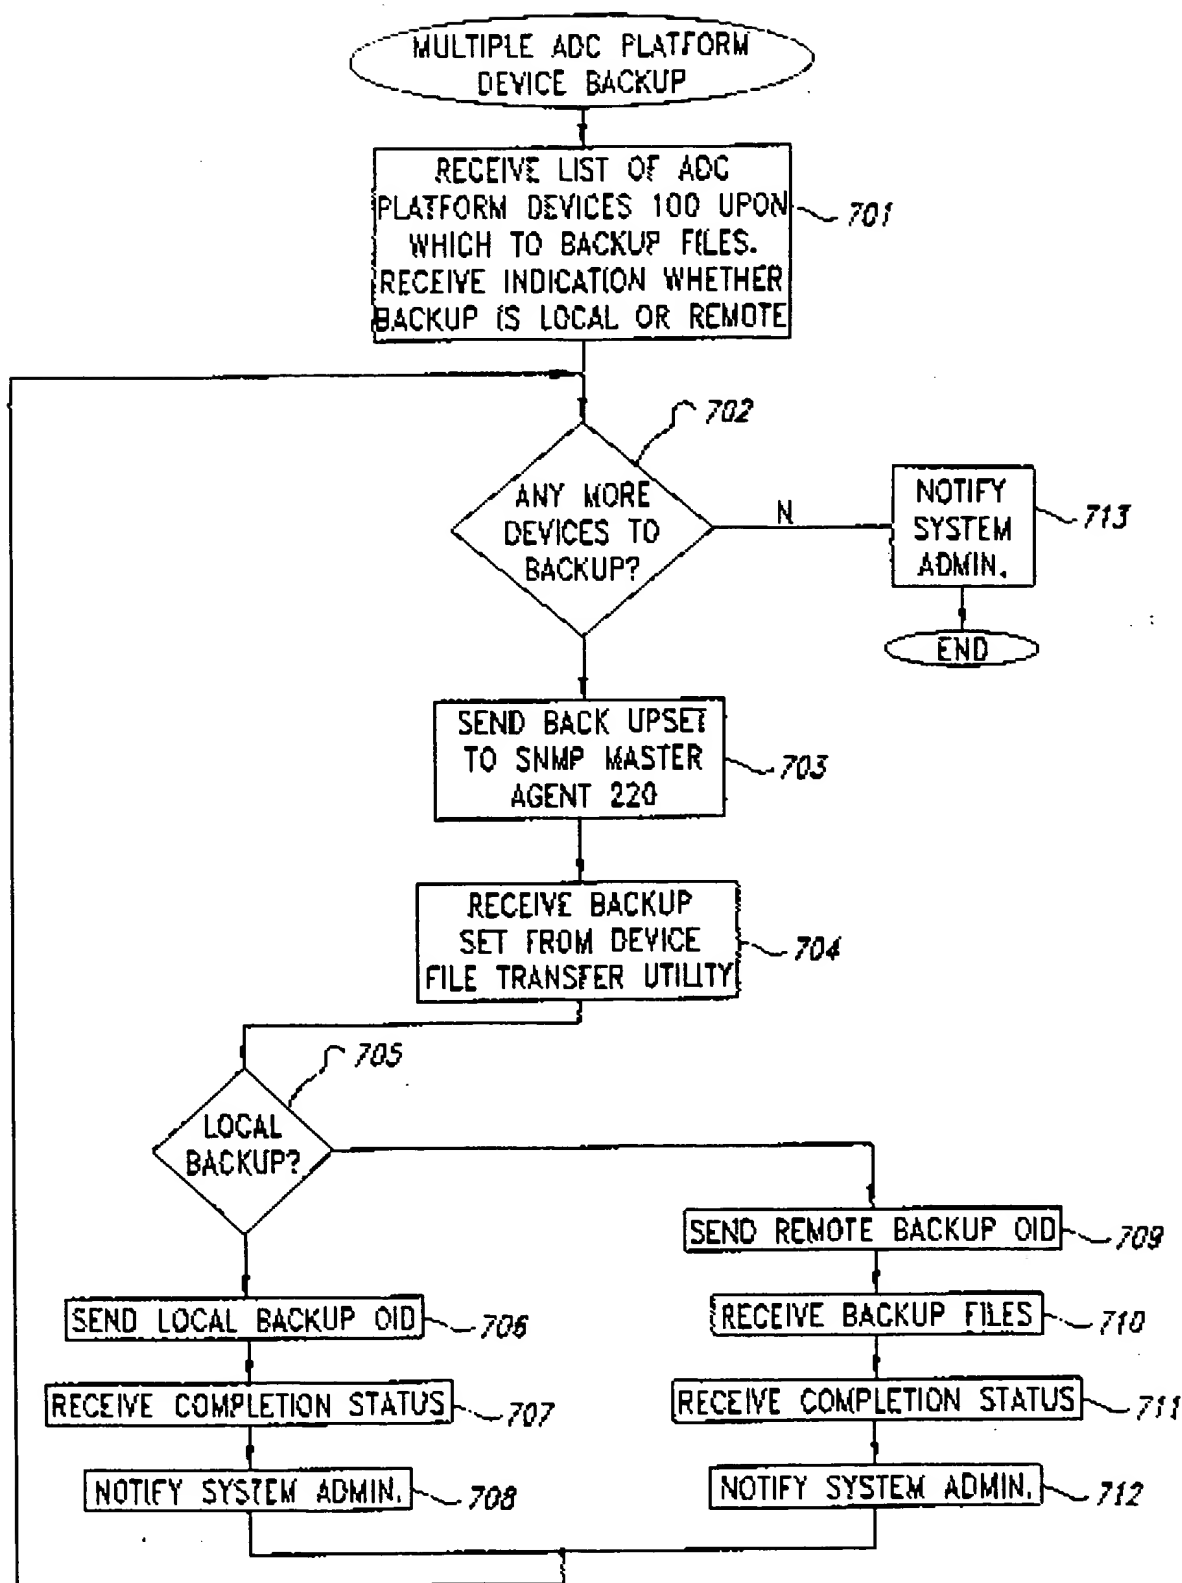 MULTIPLE ADC PLATFORM
DEVICE BACKUP
RECEIVE LIST OF ADC
PLATFORM DEVICES 100 UPON
WHICH TO BACKUP FILES.
RECEIVE INDICATION WHETHER
BACKUP IS LOCAL OR REMOTE
701
702
ANY MORE
DEVICES TO
BACKUP?
N
NOTIFY
SYSTEM
ADMIN.
713
END
SEND BACK UPSET
TO SNMP MASTER
AGENT 220
703
RECEIVE BACKUP
SET FROM DEVICE
FILE TRANSFER UTILITY
704
705
LOCAL
BACKUP?
SEND LOCAL BACKUP OID
706
RECEIVE COMPLETION STATUS
707
NOTIFY SYSTEM ADMIN.
708
SEND REMOTE BACKUP OID
709
RECEIVE BACKUP FILES
710
RECEIVE COMPLETION STATUS
711
NOTIFY SYSTEM ADMIN.
712